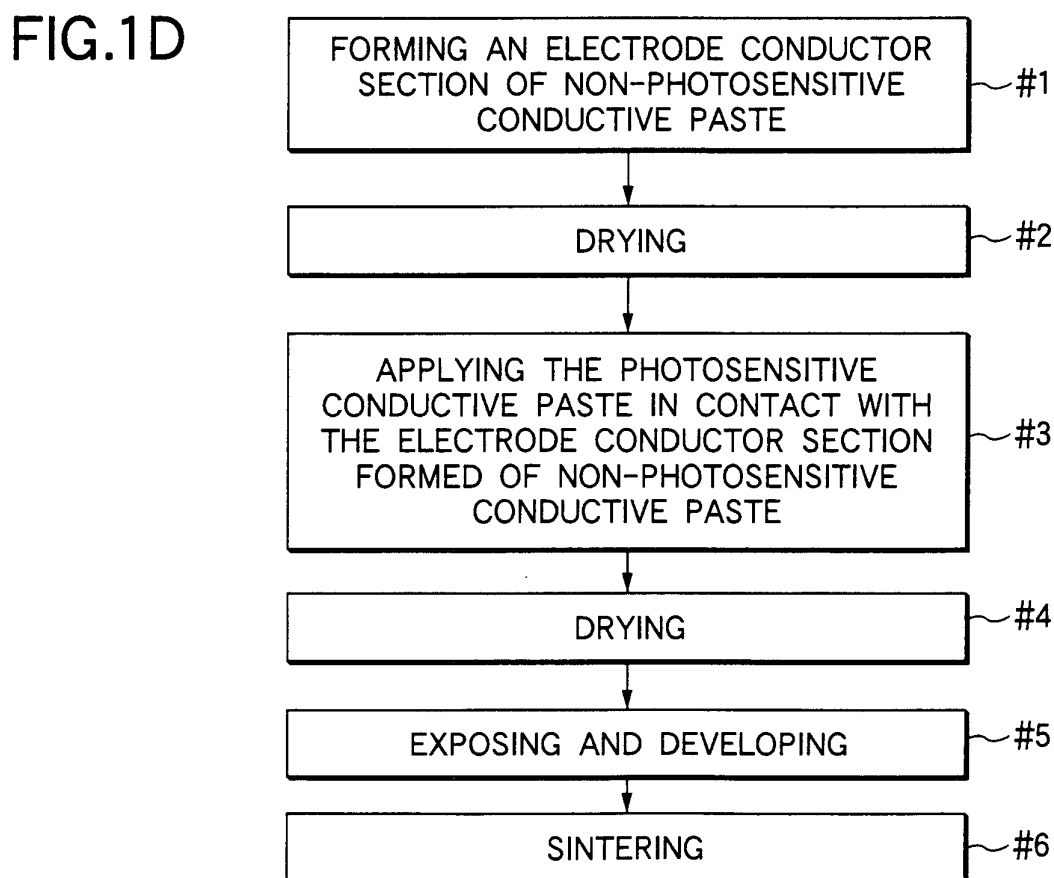 FIG.1D
FORMING AN ELECTRODE CONDUCTOR
SECTION OF NON-PHOTOSENSITIVE
CONDUCTIVE PASTE
#1
DRYING
#2
APPLYING THE PHOTOSENSITIVE
CONDUCTIVE PASTE IN CONTACT WITH
THE ELECTRODE CONDUCTOR SECTION
FORMED OF NON-PHOTOSENSITIVE
CONDUCTIVE PASTE
#3
DRYING
#4
EXPOSING AND DEVELOPING
#5
SINTERING
#6